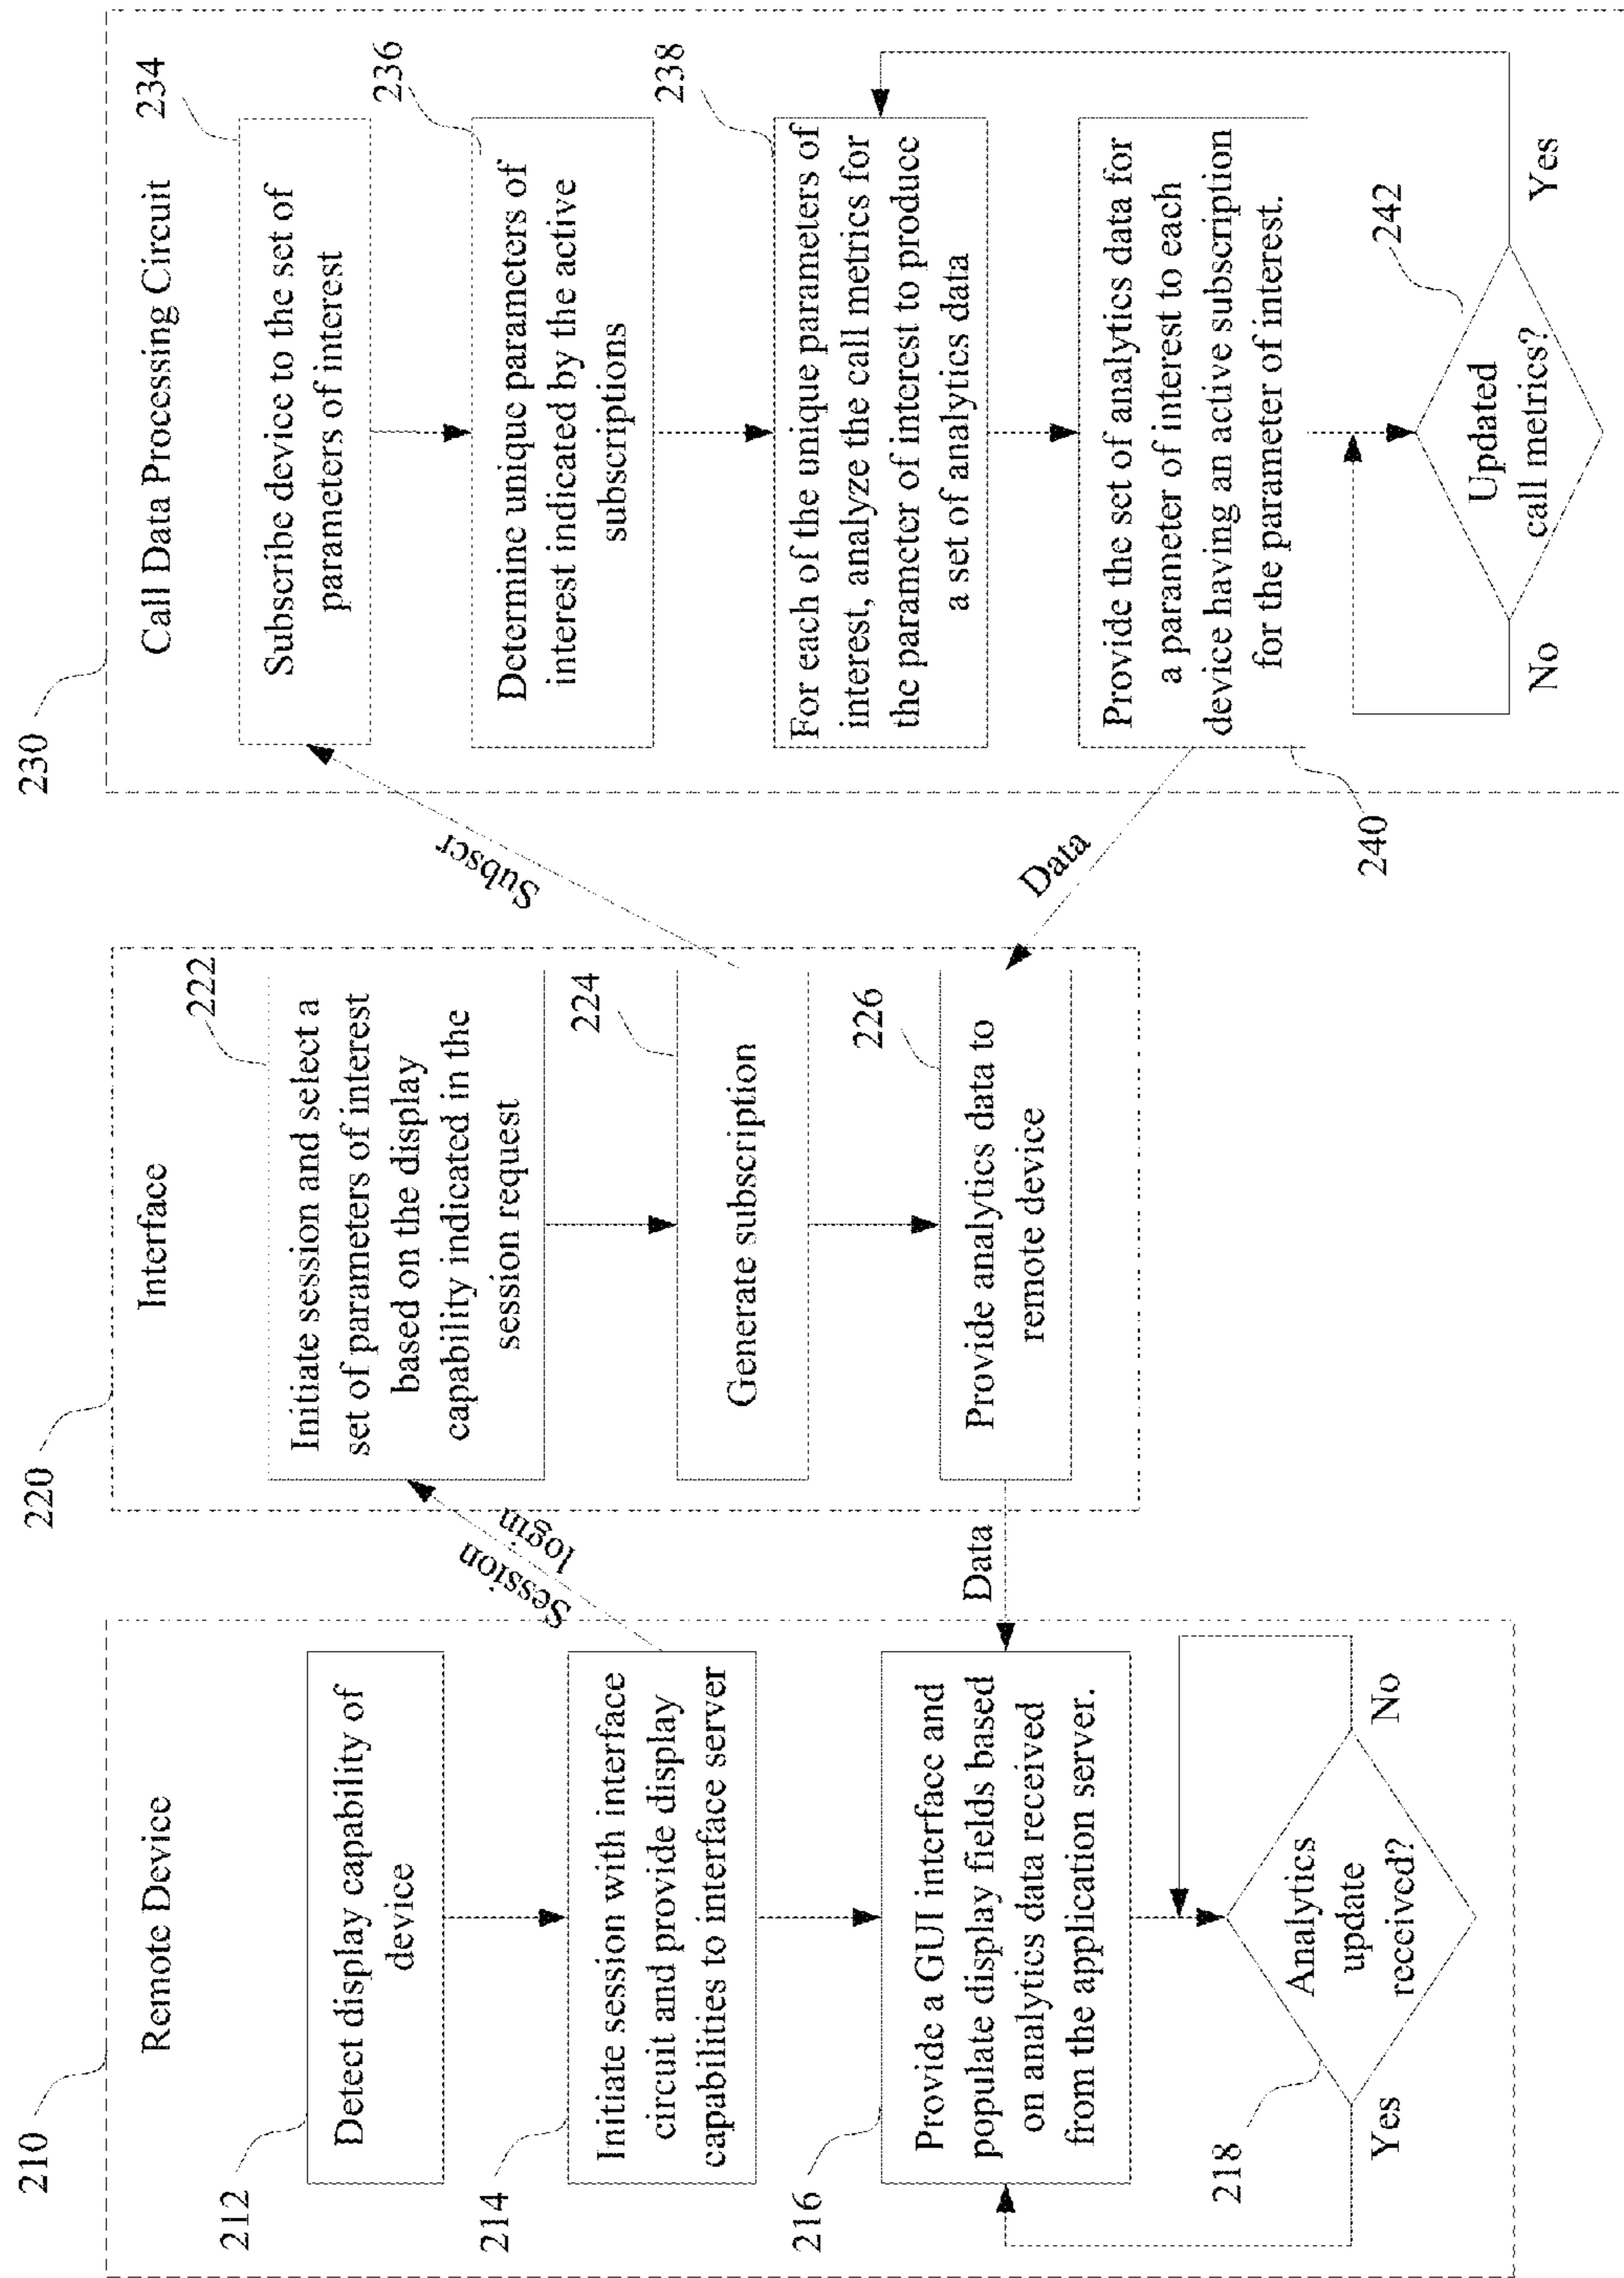 210
Remote Device
212
Detect display capability of
device
214
Initiate session with interface
circuit and provide display
capabilities to interface server
216
Provide a GUI interface and
populate display fields based
on analytics data received
from the application server.
218
Analytics
update
received?
Yes
No
Session
login
Data
220
Interface
222
Initiate session and select a
set of parameters of interest
based on the display
capability indicated in the
session request
224
Generate subscription
226
Provide analytics data to
remote device
Subscr
Data
230
Call Data Processing Circuit
234
Subscribe device to the set of
parameters of interest
236
Determine unique parameters of
interest indicated by the active
subscriptions
238
For each of the unique parameters of
interest, analyze the call metrics for
the parameter of interest to produce
a set of analytics data
240
Provide the set of analytics data for
a parameter of interest to each
device having an active subscription
for the parameter of interest.
242
Updated
call metrics?
No
Yes